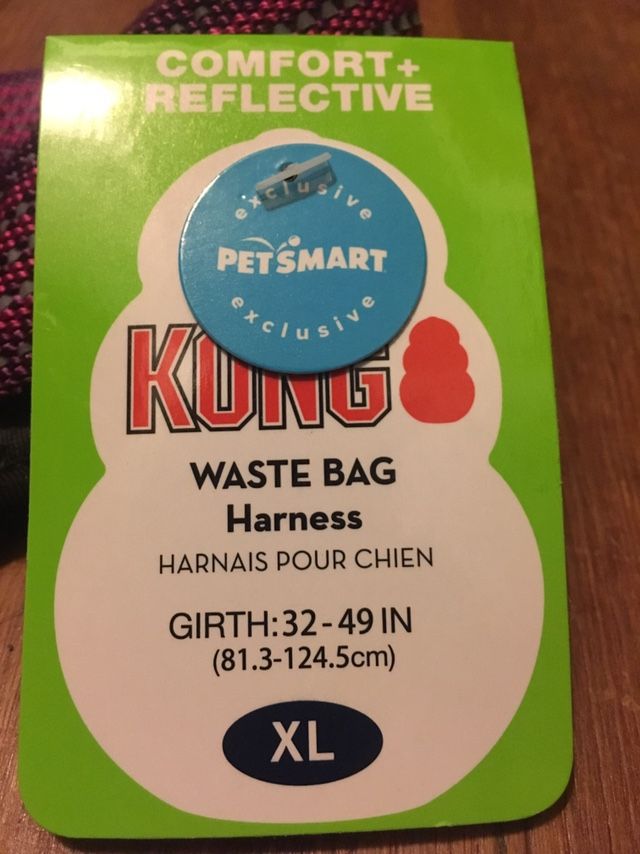 COMFORT+
REFLECTIVE
exclusive
PETSMART
exclusive
KONG
WASTE BAG
Harness
HARNAIS POUR CHIEN
GIRTH:32-49 IN
(81.3-124.5cm)
XL